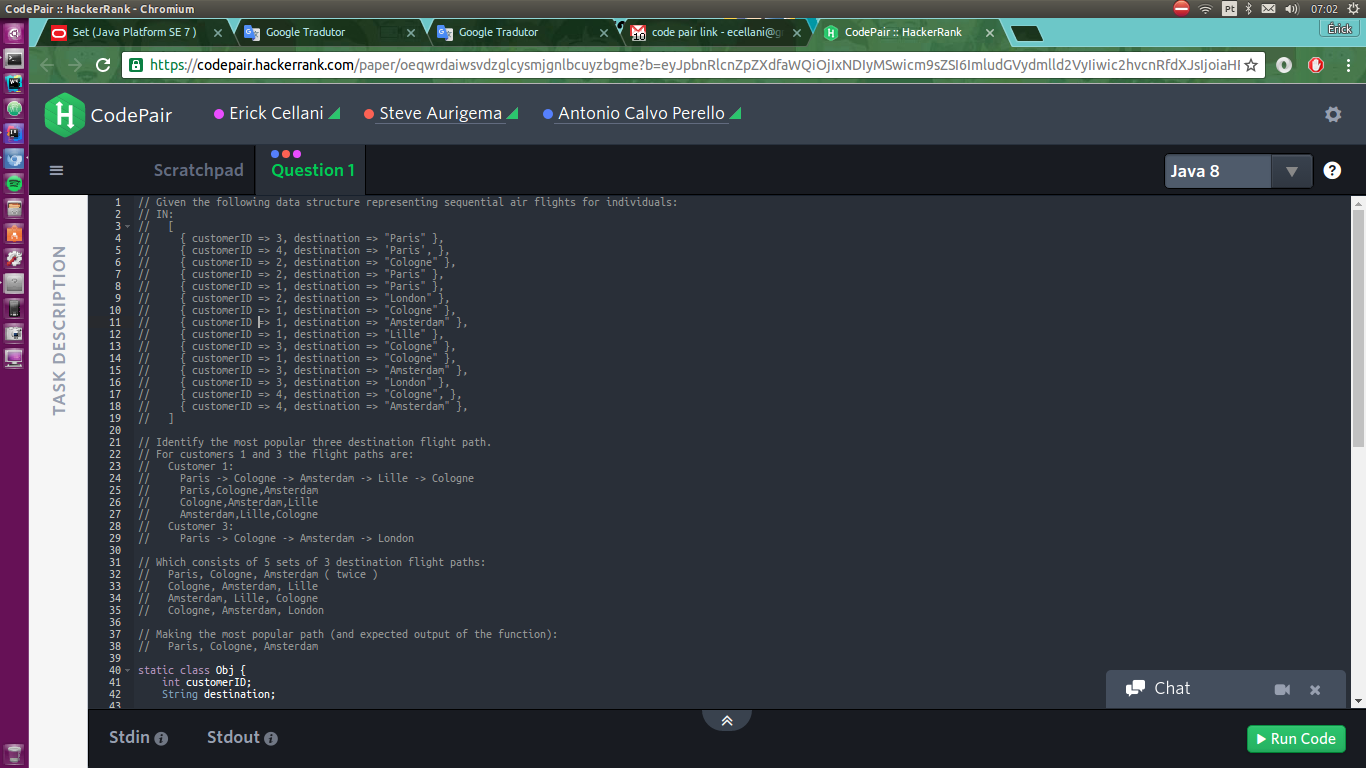 CodePair :: HackerRank - Chromium
Pt 07:02
Set (Java Platform SE 7 )
Google Tradutor
Google Tradutor
10 code pair link - ecellani@g
CodePair :: HackerRank
Erick
CodePair
Erick Cellani
Steve Aurigema
Antonio Calvo Perello
Scratchpad
Question 1
Java 8
?
TASK DESCRIPTION
1 // Given the following data structure representing sequential air flights for individuals:
2 // IN:
3 //   [
4 //     { customerID => 3, destination => "Paris" },
5 //     { customerID => 4, destination => 'Paris', },
6 //     { customerID => 2, destination => "Cologne" },
7 //     { customerID => 2, destination => "Paris" },
8 //     { customerID => 1, destination => "Paris" },
9 //     { customerID => 2, destination => "London" },
10 //     { customerID => 1, destination => "Cologne" },
11 //     { customerID => 1, destination => "Amsterdam" },
12 //     { customerID => 1, destination => "Lille" },
13 //     { customerID => 3, destination => "Cologne" },
14 //     { customerID => 1, destination => "Cologne" },
15 //     { customerID => 3, destination => "Amsterdam" },
16 //     { customerID => 3, destination => "London" },
17 //     { customerID => 4, destination => "Cologne", },
18 //     { customerID => 4, destination => "Amsterdam" },
19 //   ]
20
21 // Identify the most popular three destination flight path.
22 // For customers 1 and 3 the flight paths are:
23 //   Customer 1:
24 //     Paris -> Cologne -> Amsterdam -> Lille -> Cologne
25 //     Paris,Cologne,Amsterdam
26 //     Cologne,Amsterdam,Lille
27 //     Amsterdam,Lille,Cologne
28 //   Customer 3:
29 //     Paris -> Cologne -> Amsterdam -> London
30
31 // Which consists of 5 sets of 3 destination flight paths:
32 //   Paris, Cologne, Amsterdam ( twice )
33 //   Cologne, Amsterdam, Lille
34 //   Amsterdam, Lille, Cologne
35 //   Cologne, Amsterdam, London
36
37 // Making the most popular path (and expected output of the function):
38 //   Paris, Cologne, Amsterdam
39
40 static class Obj {
41     int customerID;
42     String destination;
43
Chat
Stdin
Stdout
Run Code